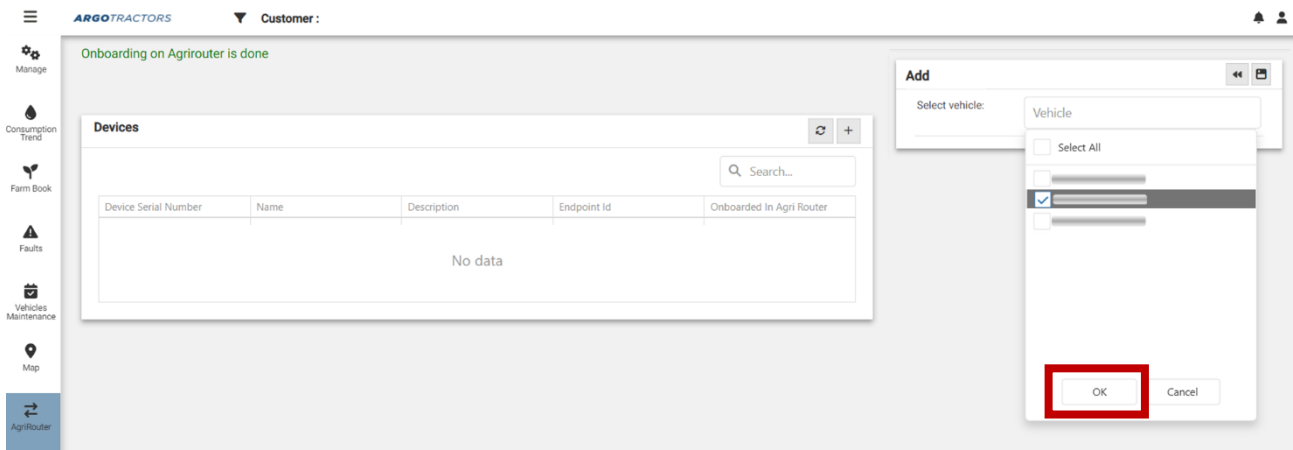 ARGOTRACTORS
Customer :
Manage
Consumption
Trend
Farm Book
Faults
Vehicles
Maintenance
Map
AgriRouter
Onboarding on Agrirouter is done
Devices
Search...
Device Serial Number Name Description Endpoint Id Onboarded In Agri Router
No data
Add
Select vehicle:
Vehicle
Select All
OK Cancel